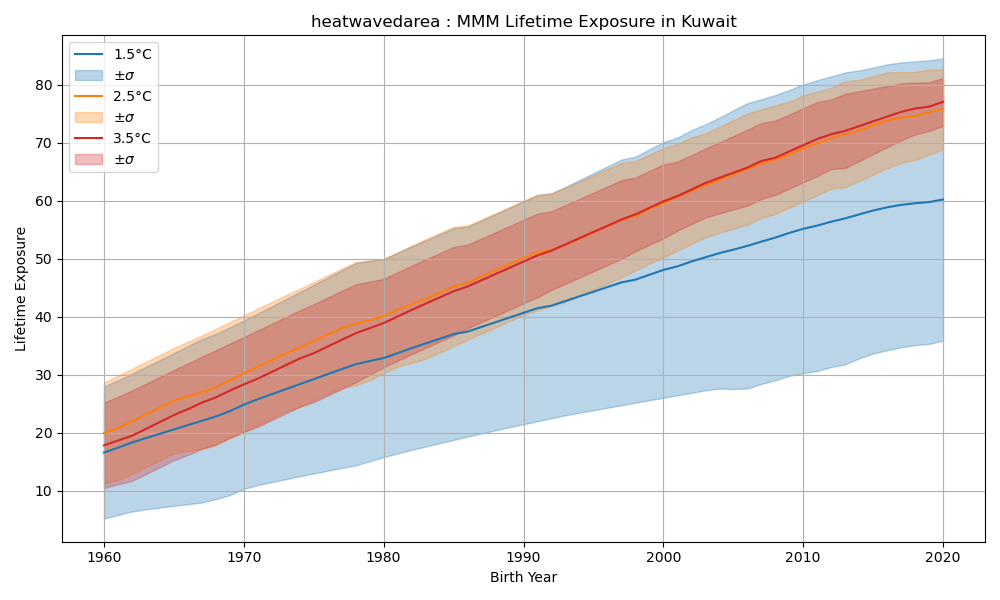 heatwavedarea : MMM Lifetime Exposure in Kuwait
1.5°C
±σ
2.5°C
±σ
3.5°C
±σ
Lifetime Exposure
80
70
60
50
40
30
20
10
1960 1970 1980 1990 2000 2010 2020
Birth Year